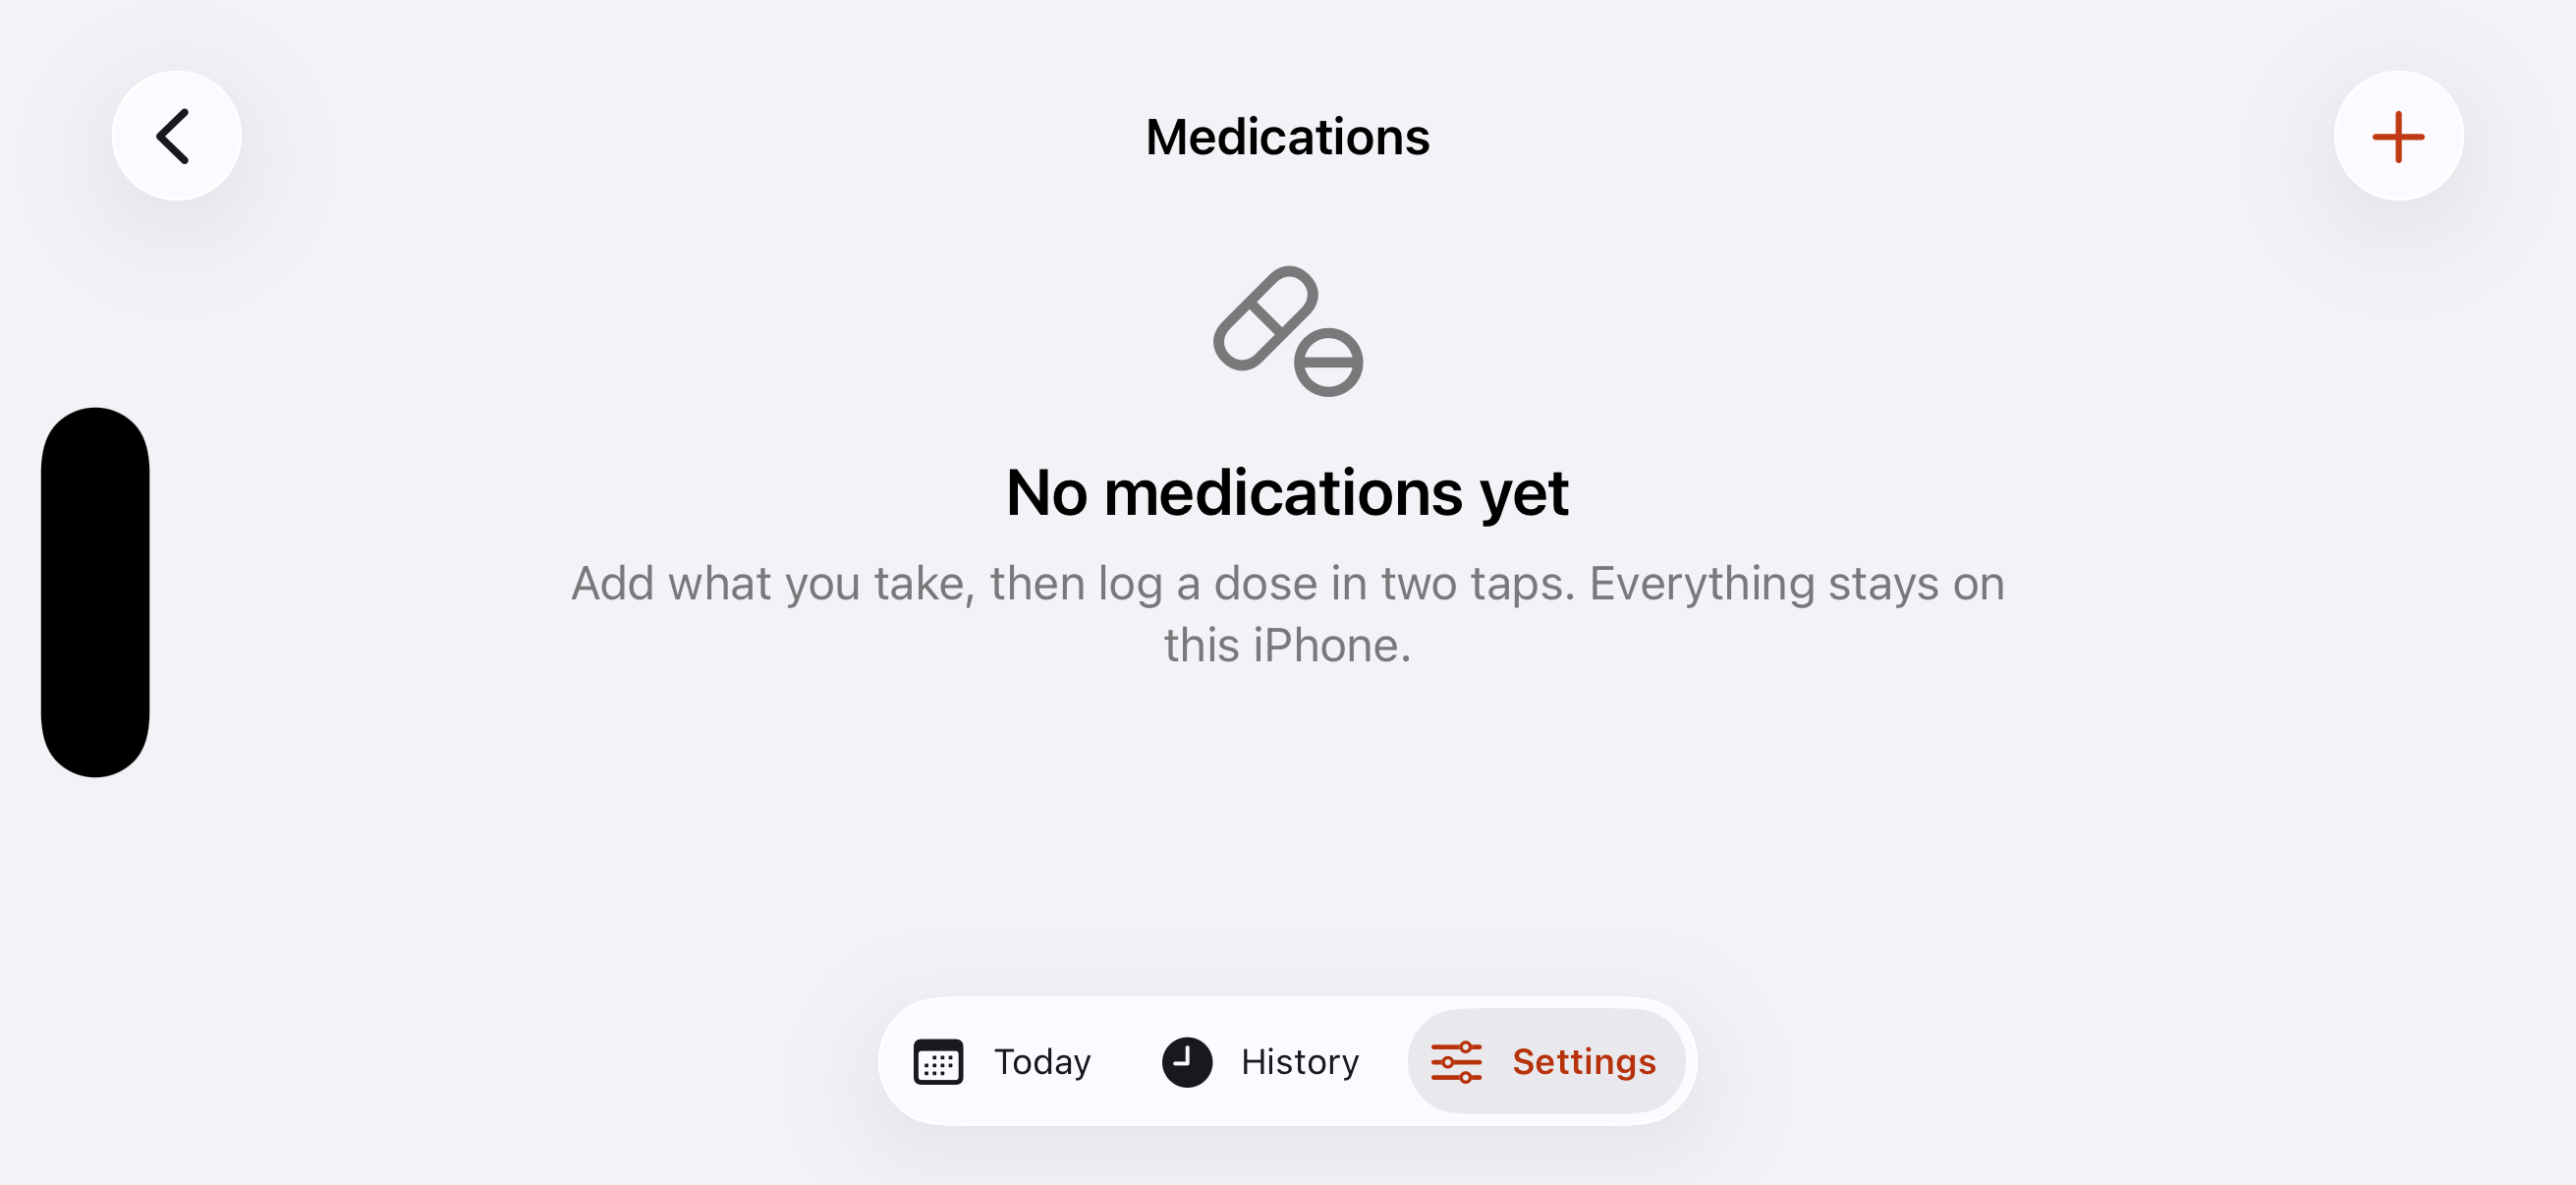 Medications
No medications yet
Add what you take, then log a dose in two taps. Everything stays on
this iPhone.
Today
History
Settings